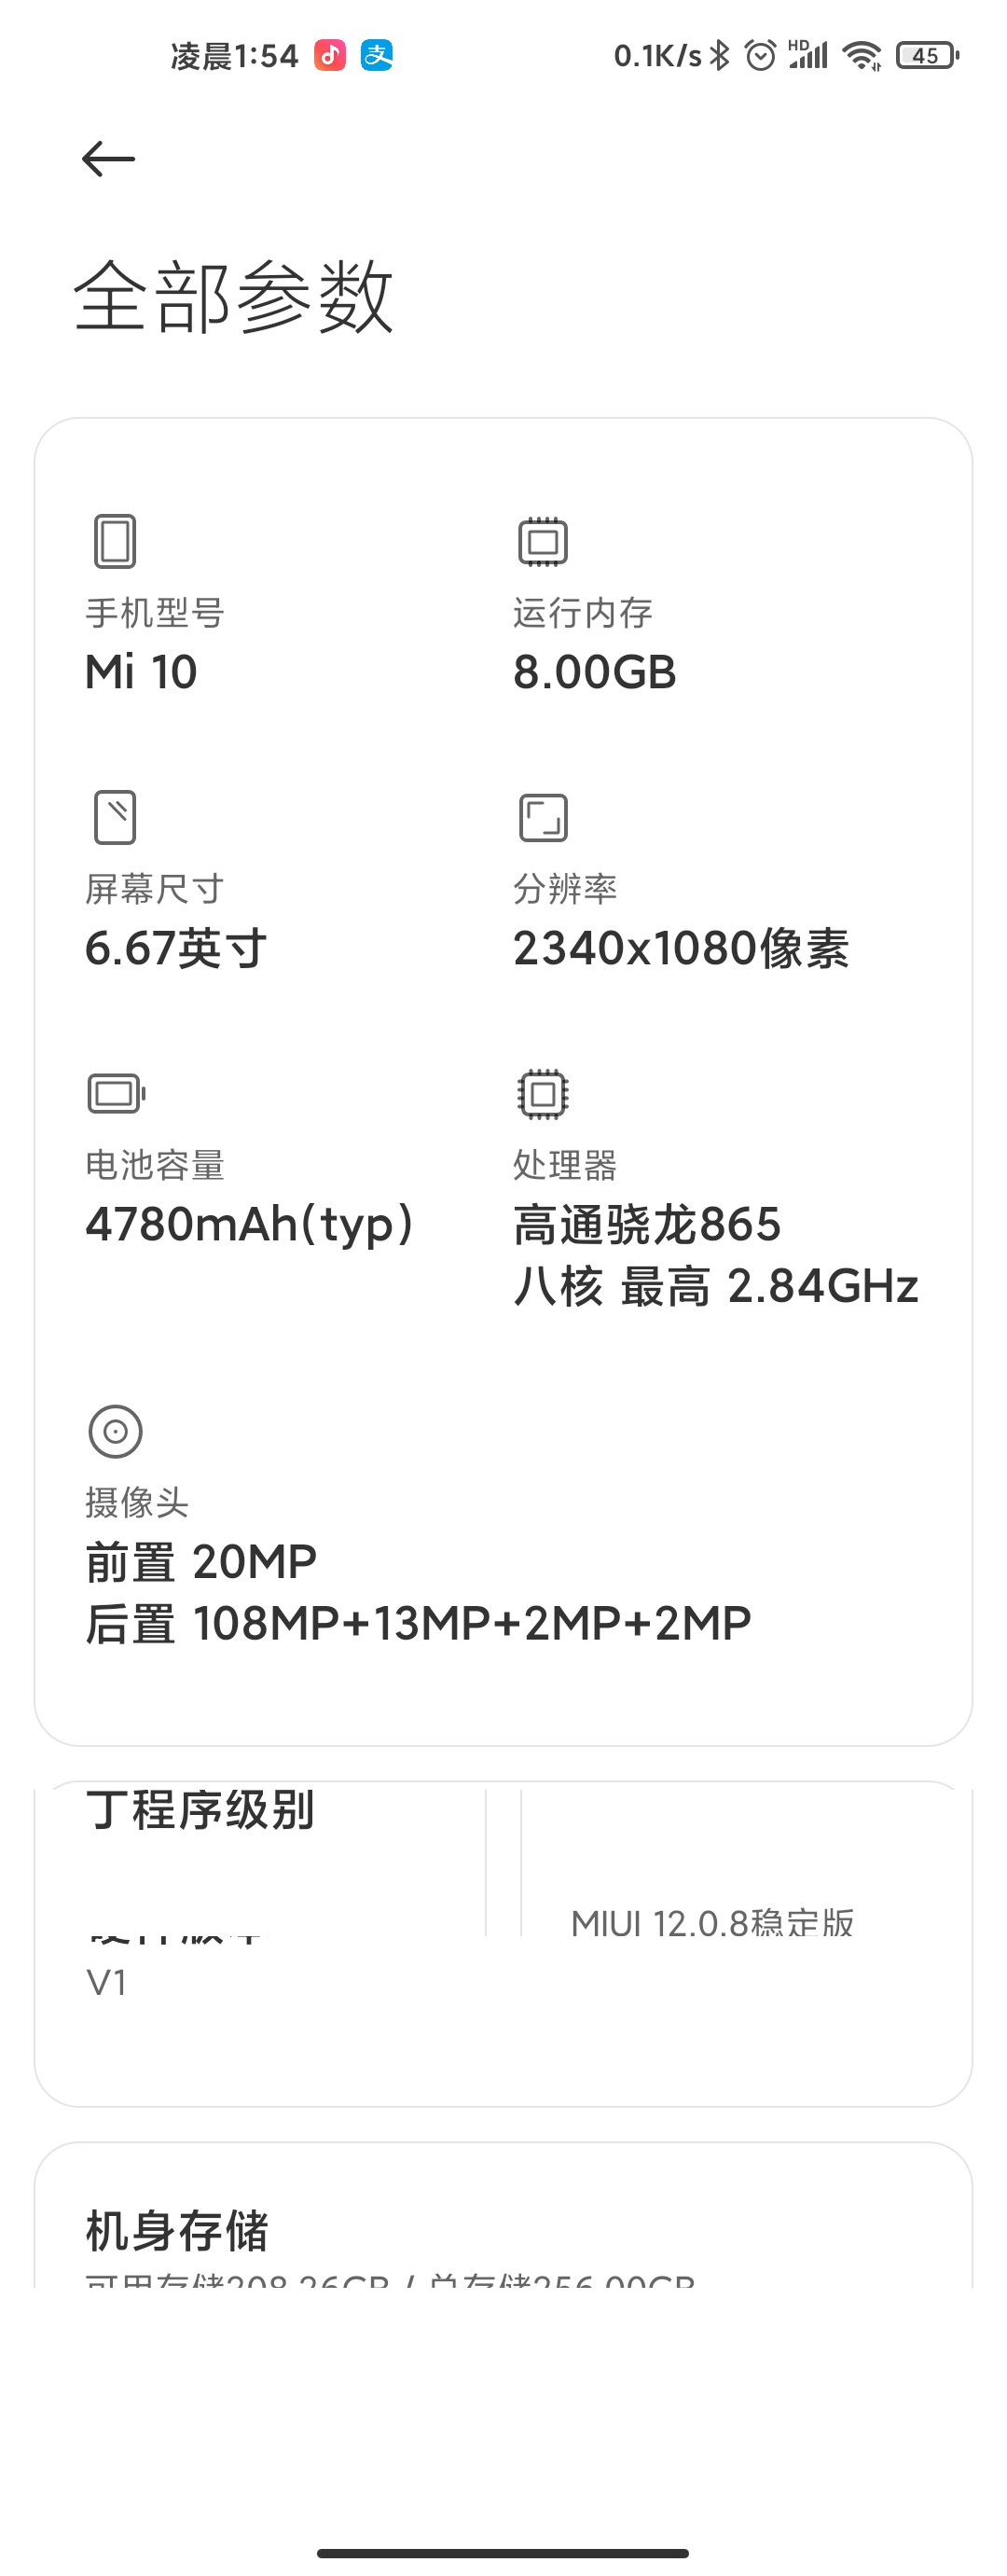 凌晨1:54
0.1K/s
HD
45
全部参数
手机型号
Mi 10
运行内存
8.00GB
屏幕尺寸
6.67英寸
分辨率
2340x1080像素
电池容量
4780mAh(typ)
处理器
高通骁龙865
八核 最高 2.84GHz
摄像头
前置 20MP
后置 108MP+13MP+2MP+2MP
程序级别
MIUI 12.0.8稳定版
V1
机身存储